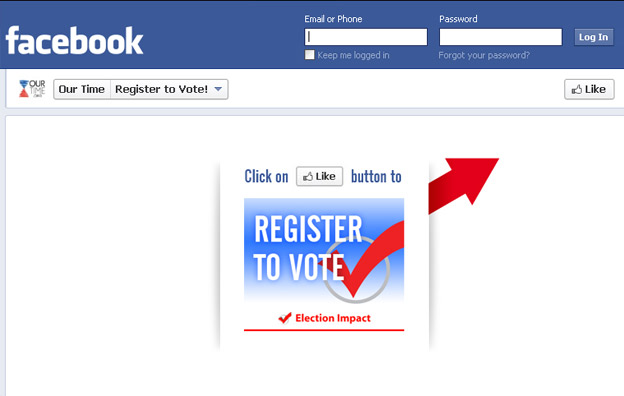 Email or Phone Password
facebook Log In
Keep me logged in Forgot your password?
OUR
TIME
Our Time Register to Vote! Like
Click on Like button to
REGISTER
TO VOTE
Election Impact